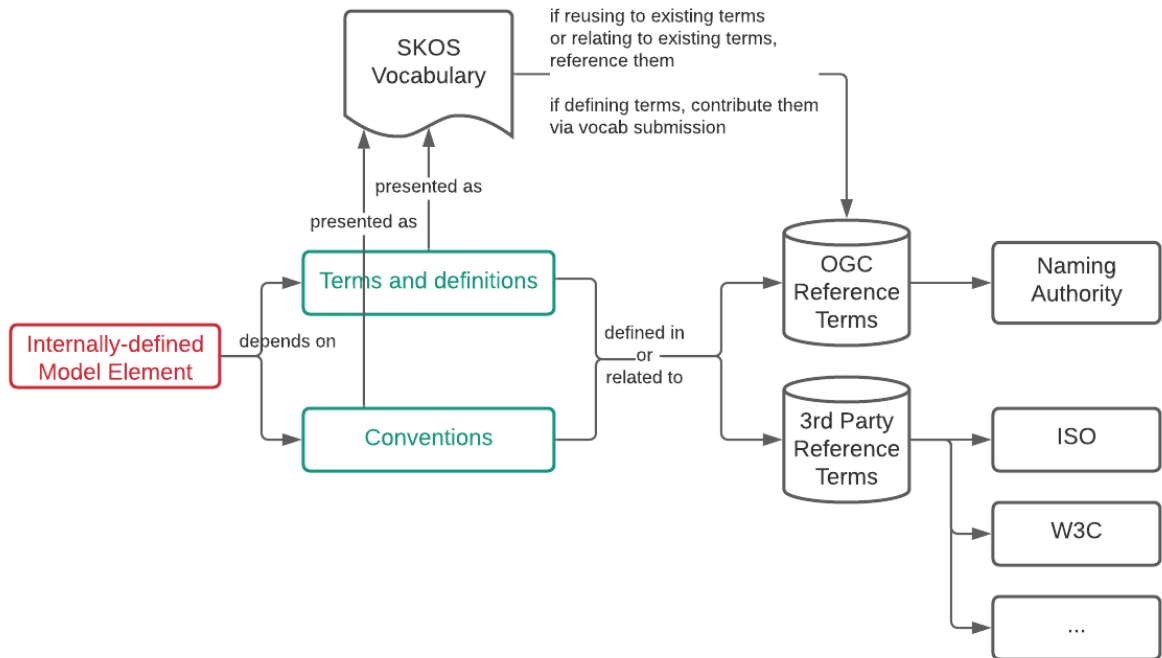 SKOS
Vocabulary
if reusing to existing terms
or relating to existing terms,
reference them
if defining terms, contribute them
via vocab submission
presented as
presented as
Terms and definitions
OGC
Reference
Terms
Naming
Authority
Internally-defined
Model Element
depends on
defined in
or
related to
Conventions
3rd Party
Reference
Terms
ISO
W3C
...